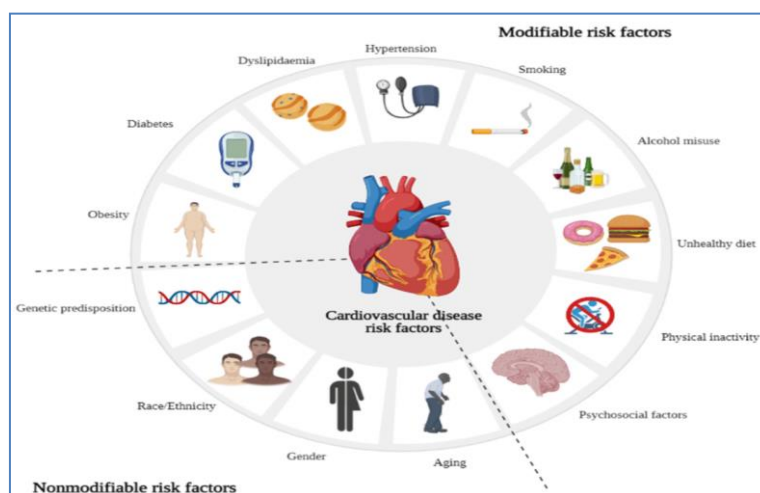 Modifiable risk factors
Hypertension
Smoking
Dyslipidaemia
Diabetes
Alcohol misuse
Obesity
Unhealthy diet
Genetic predisposition
Cardiovascular disease
risk factors
Physical inactivity
Race/Ethnicity
Psychosocial factors
Gender
Aging
Nonmodifiable risk factors